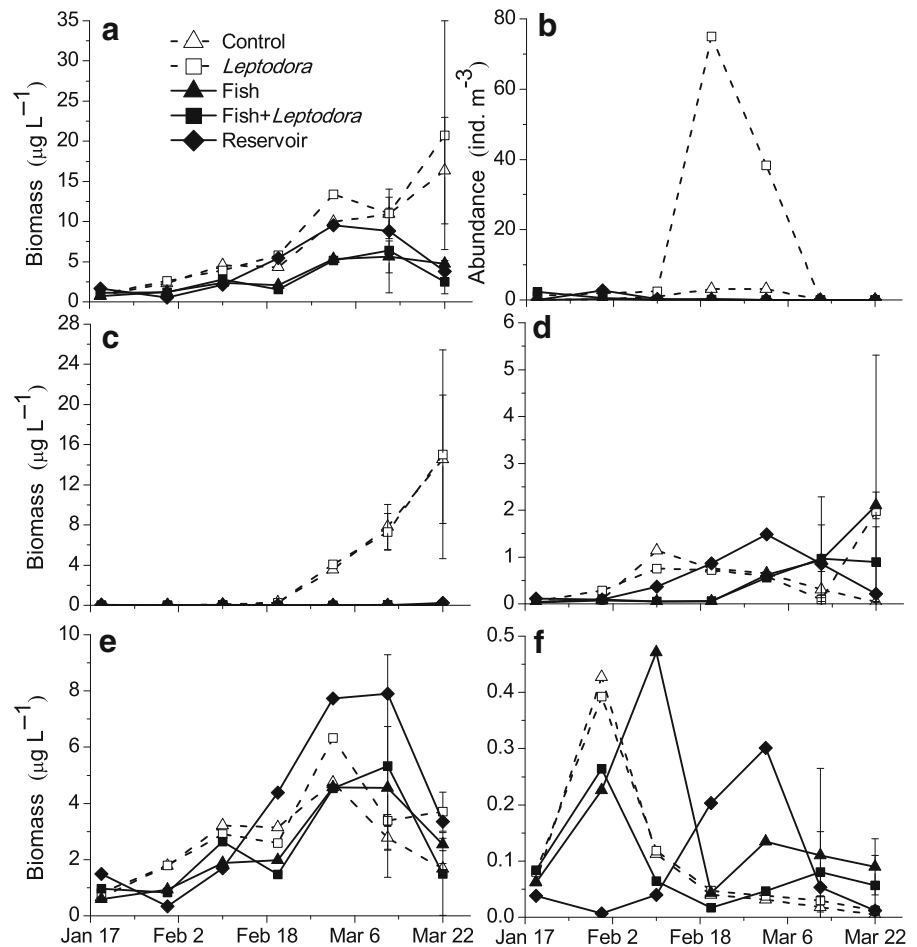 a
35
30
25
20
15
10
5
0
Biomass (μg L⁻¹)
Control
Leptodora
Fish
Fish+Leptodora
Reservoir
b
80
60
40
20
0
Abundance (ind. m⁻³)
c
28
24
20
16
12
8
4
0
Biomass (μg L⁻¹)
d
6
5
4
3
2
1
0
e
10
8
6
4
2
0
Biomass (μg L⁻¹)
Jan 17 Feb 2 Feb 18 Mar 6 Mar 22
f
0.5
0.4
0.3
0.2
0.1
0.0
Jan 17 Feb 2 Feb 18 Mar 6 Mar 22